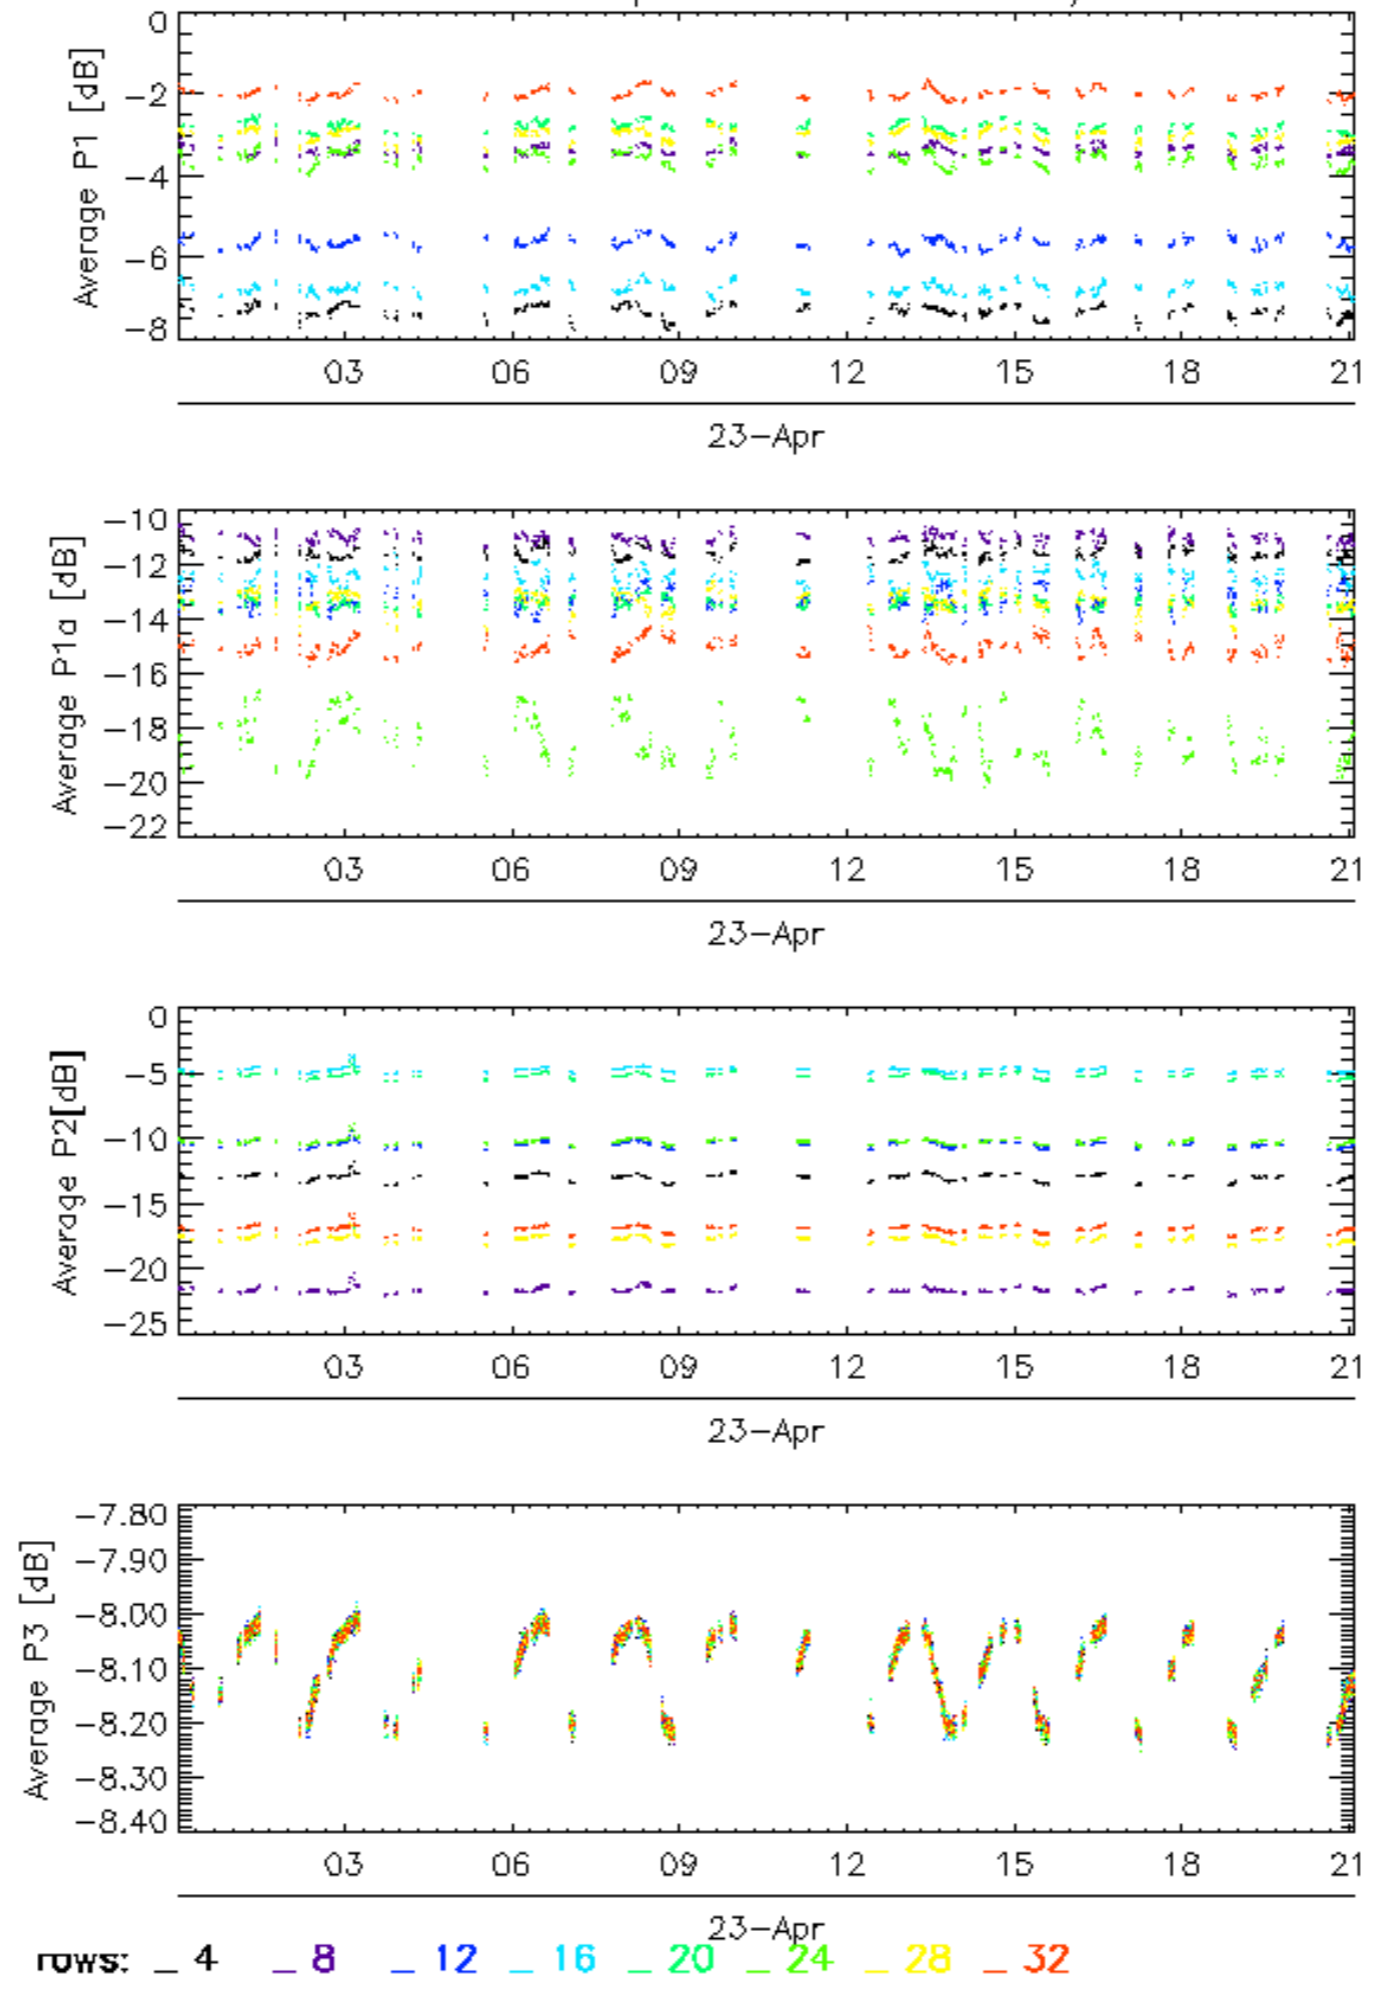 Average P1 [dB]
0
−2
−4
−6
−8
03 06 09 12 15 18 21
23−Apr
Average P1a [dB]
−10
−12
−14
−16
−18
−20
−22
03 06 09 12 15 18 21
23−Apr
Average P2[dB]
0
−5
−10
−15
−20
−25
03 06 09 12 15 18 21
23−Apr
Average P3 [dB]
−7.80
−7.90
−8.00
−8.10
−8.20
−8.30
−8.40
03 06 09 12 15 18 21
23−Apr
rows: _ 4 _ 8 _ 12 _ 16 _ 20 _ 24 _ 28 _ 32